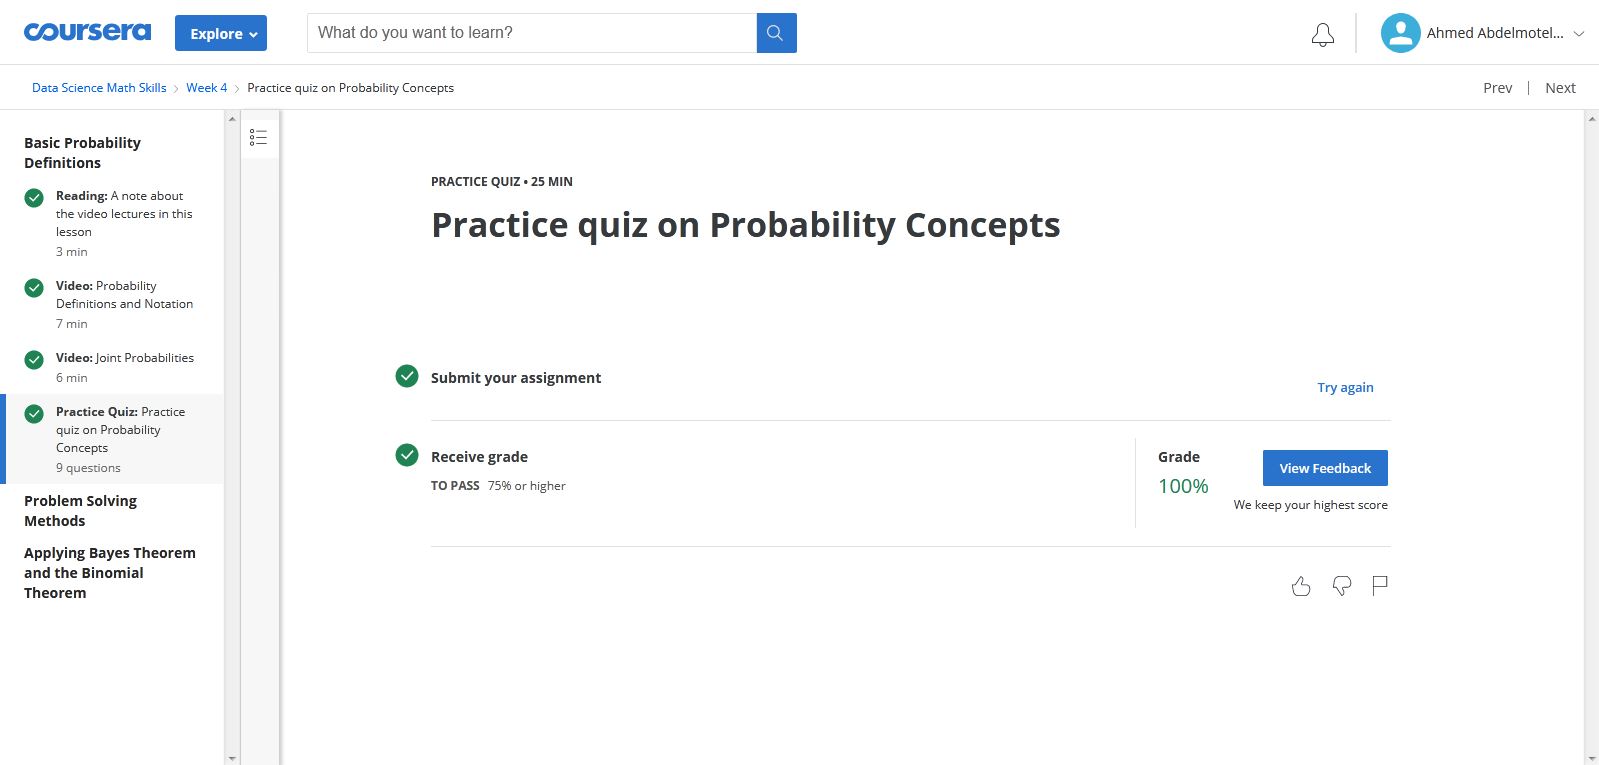 coursera
Explore
What do you want to learn?
Ahmed Abdelmotel...
Data Science Math Skills
Week 4
Practice quiz on Probability Concepts
Prev
Next
Basic Probability
Definitions
Reading: A note about
the video lectures in this
lesson
3 min
Video: Probability
Definitions and Notation
7 min
Video: Joint Probabilities
6 min
Practice Quiz: Practice
quiz on Probability
Concepts
9 questions
Problem Solving
Methods
Applying Bayes Theorem
and the Binomial
Theorem
PRACTICE QUIZ • 25 MIN
Practice quiz on Probability Concepts
Submit your assignment
Try again
Receive grade
TO PASS 75% or higher
Grade
100%
View Feedback
We keep your highest score